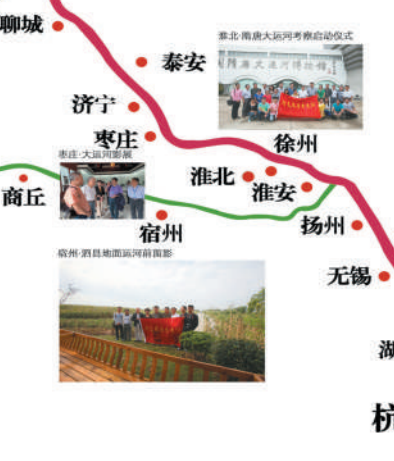 聊城
淮北·隋唐大运河考察启动仪式
泰安
济宁
枣庄
徐州
枣庄·大运河影展
淮北
淮安
商丘
宿州
扬州
宿州·泗县地面运河前留影
无锡
湖
杭